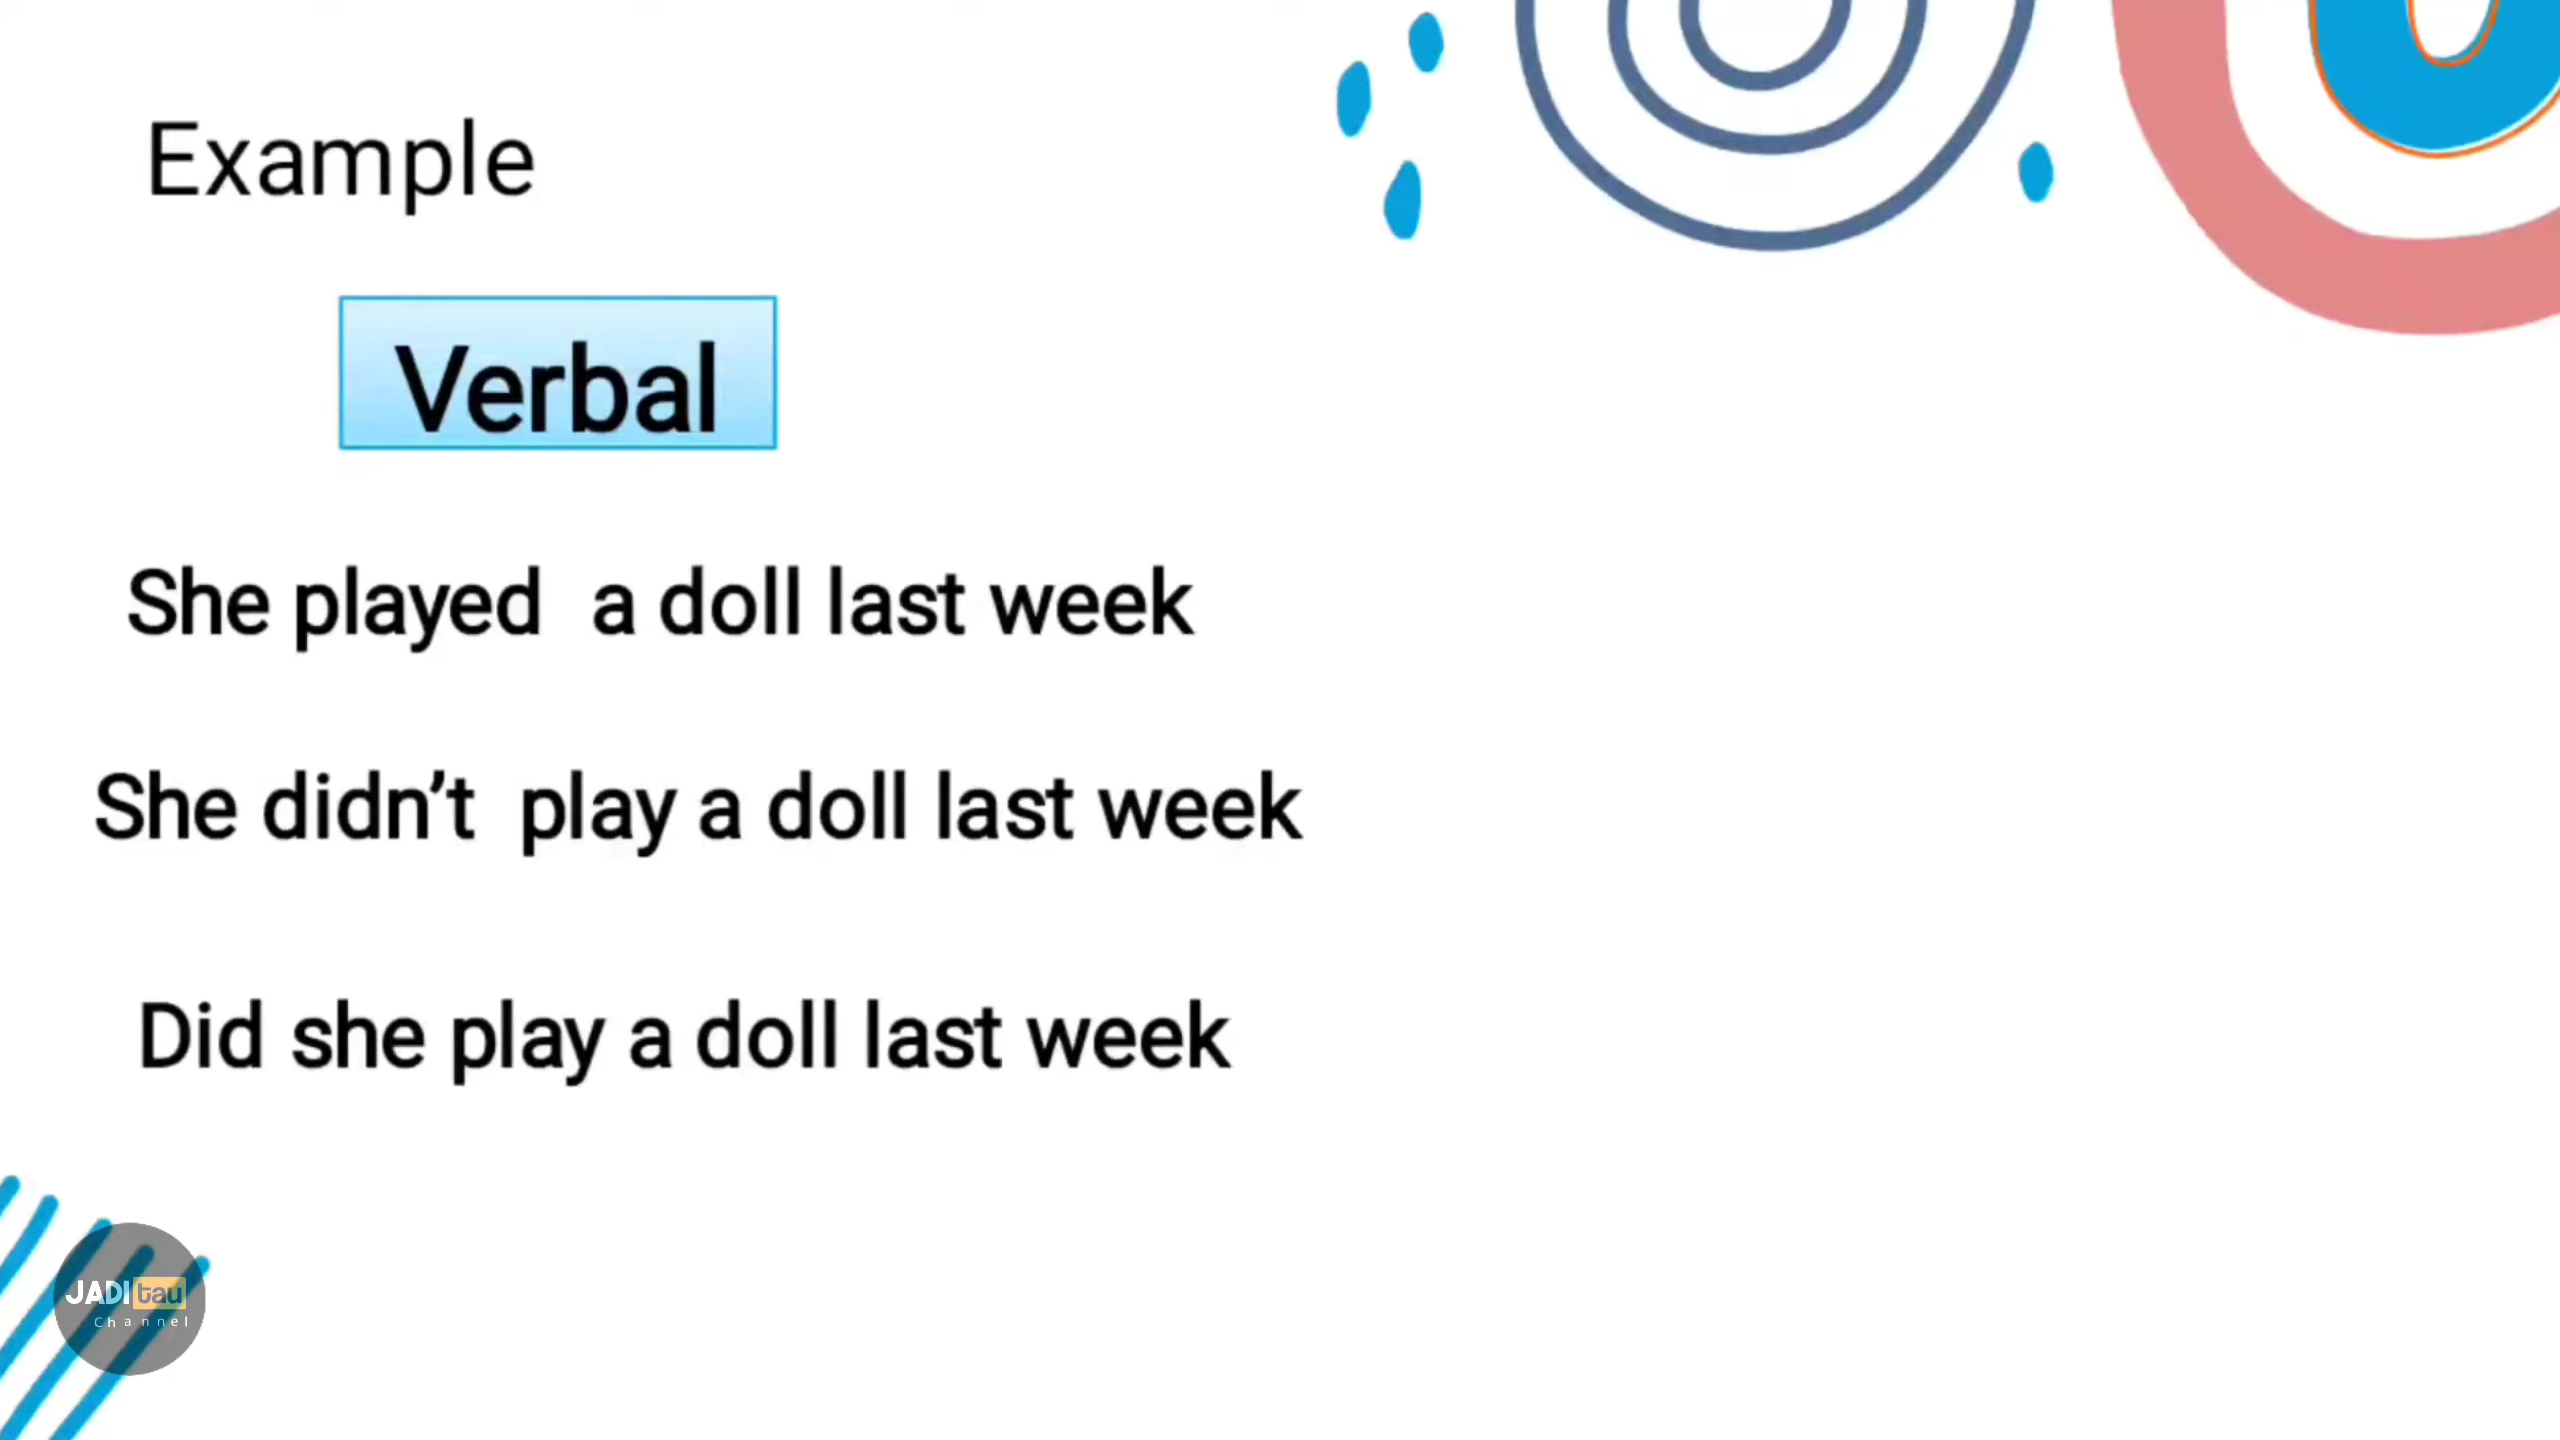 Example
Verbal
She played a doll last week
She didn’t play a doll last week
Did she play a doll last week
JADI tau
Channel